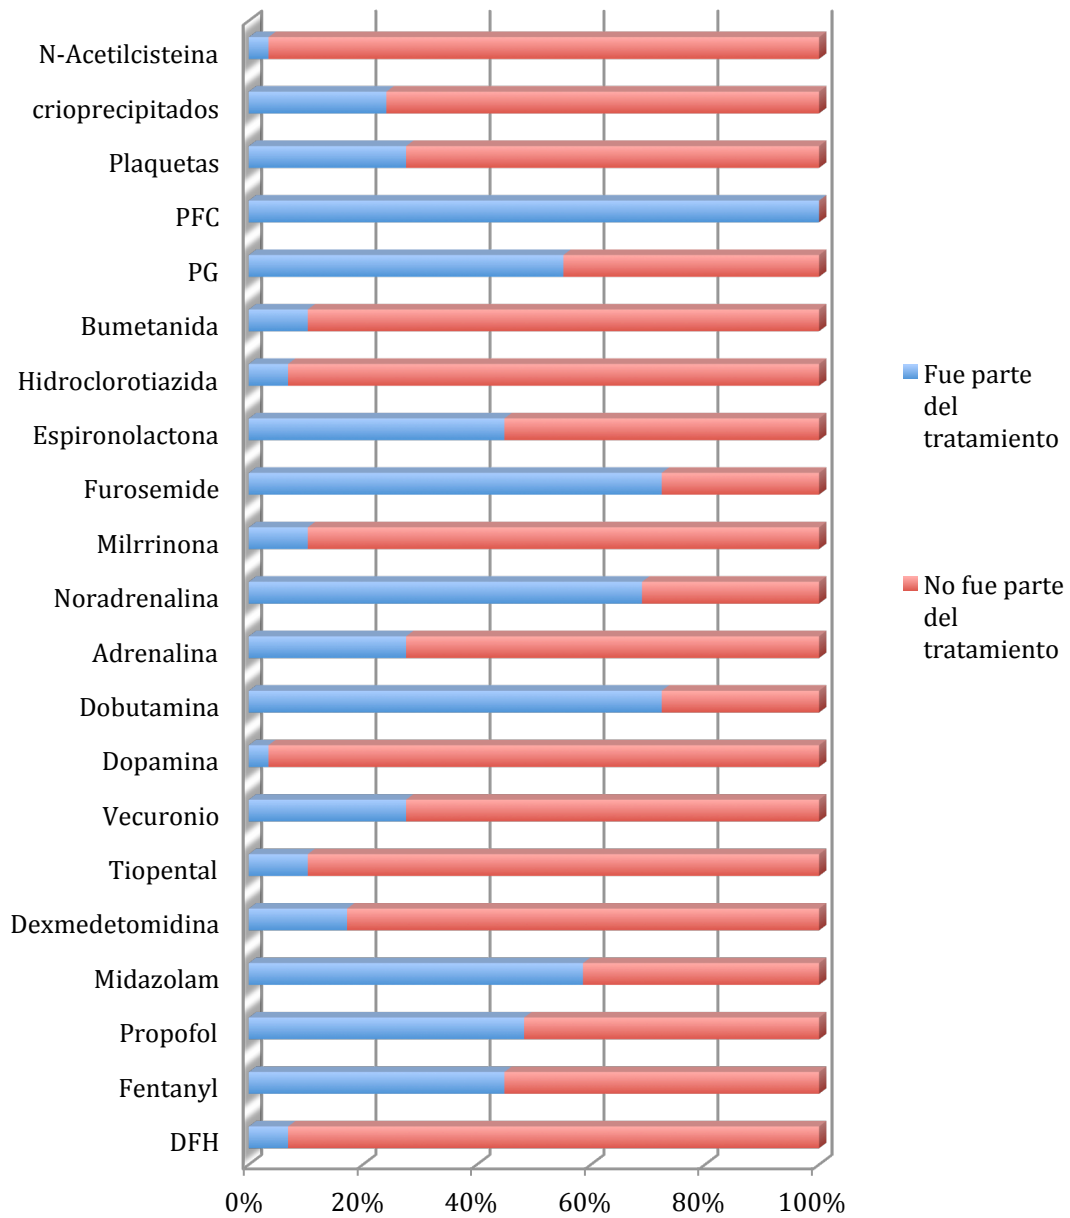 N-Acetilcisteina
crioprecipitados
Plaquetas
PFC
PG
Bumetanida
Hidroclorotiazida
Espironolactona
Furosemide
Milrrinona
Noradrenalina
Adrenalina
Dobutamina
Dopamina
Vecuronio
Tiopental
Dexmedetomidina
Midazolam
Propofol
Fentanyl
DFH
0% 20% 40% 60% 80% 100%
Fue parte
del
tratamiento
No fue parte
del
tratamiento